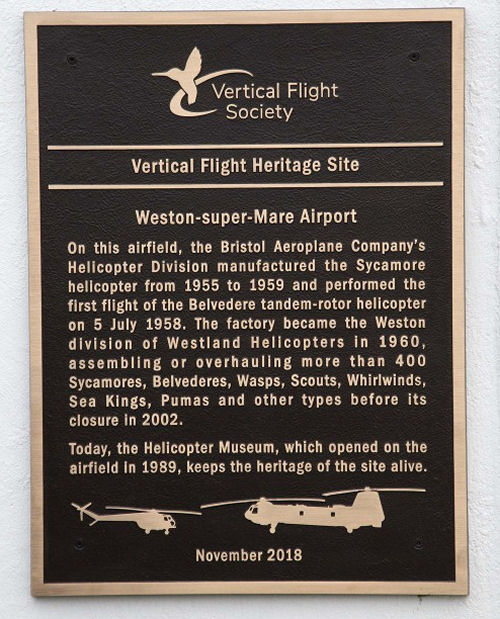 Vertical Flight
Society
Vertical Flight Heritage Site
Weston-super-Mare Airport
On this airfield, the Bristol Aeroplane Company's
Helicopter Division manufactured the Sycamore
helicopter from 1955 to 1959 and performed the
first flight of the Belvedere tandem-rotor helicopter
on 5 July 1958. The factory became the Weston
division of Westland Helicopters in 1960,
assembling or overhauling more than 400
Sycamores, Belvederes, Wasps, Scouts, Whirlwinds,
Sea Kings, Pumas and other types before its
closure in 2002.
Today, the Helicopter Museum, which opened on the
airfield in 1989, keeps the heritage of the site alive.
November 2018